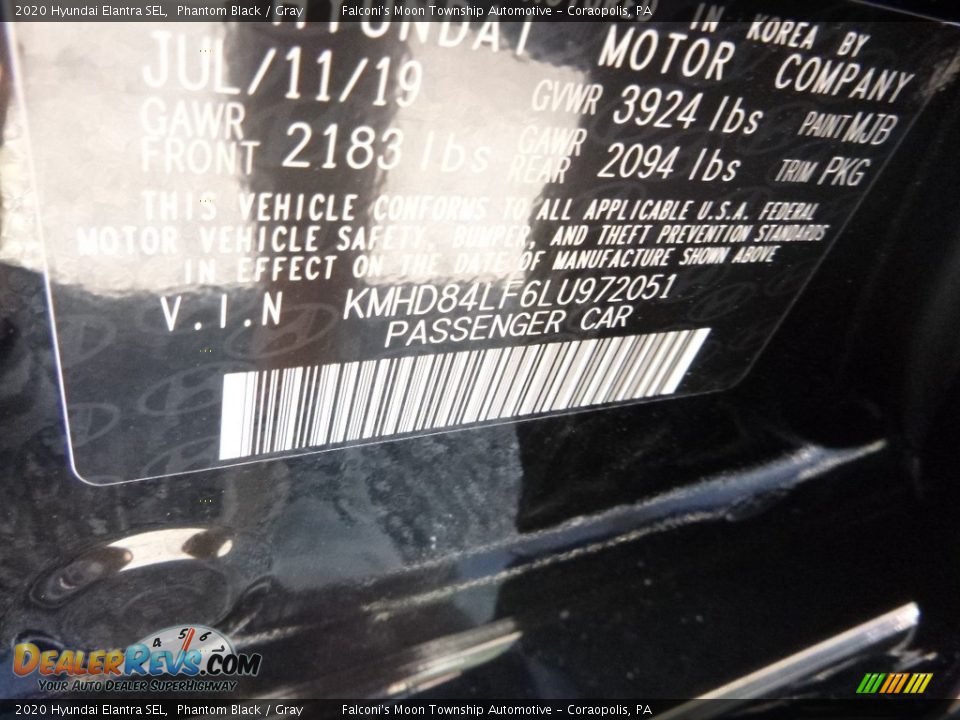 2020 Hyundai Elantra SEL, Phantom Black / Gray Falconi's Moon Township Automotive - Coraopolis, PA
IN KOREA BY
HYUNDAI MOTOR COMPANY
JUL/11/19 GVWR 3924 lbs PAINT MJB
GAWR FRONT 2183 lbs GAWR REAR 2094 lbs TRIM PKG
THIS VEHICLE CONFORMS TO ALL APPLICABLE U.S.A. FEDERAL
MOTOR VEHICLE SAFETY, BUMPER, AND THEFT PREVENTION STANDARDS
IN EFFECT ON THE DATE OF MANUFACTURE SHOWN ABOVE
V.I.N KMHD84LF6LU972051
PASSENGER CAR
4 5 6
DEALERREVS.COM
YOUR AUTO DEALER SUPERHIGHWAY
2020 Hyundai Elantra SEL, Phantom Black / Gray Falconi's Moon Township Automotive - Coraopolis, PA